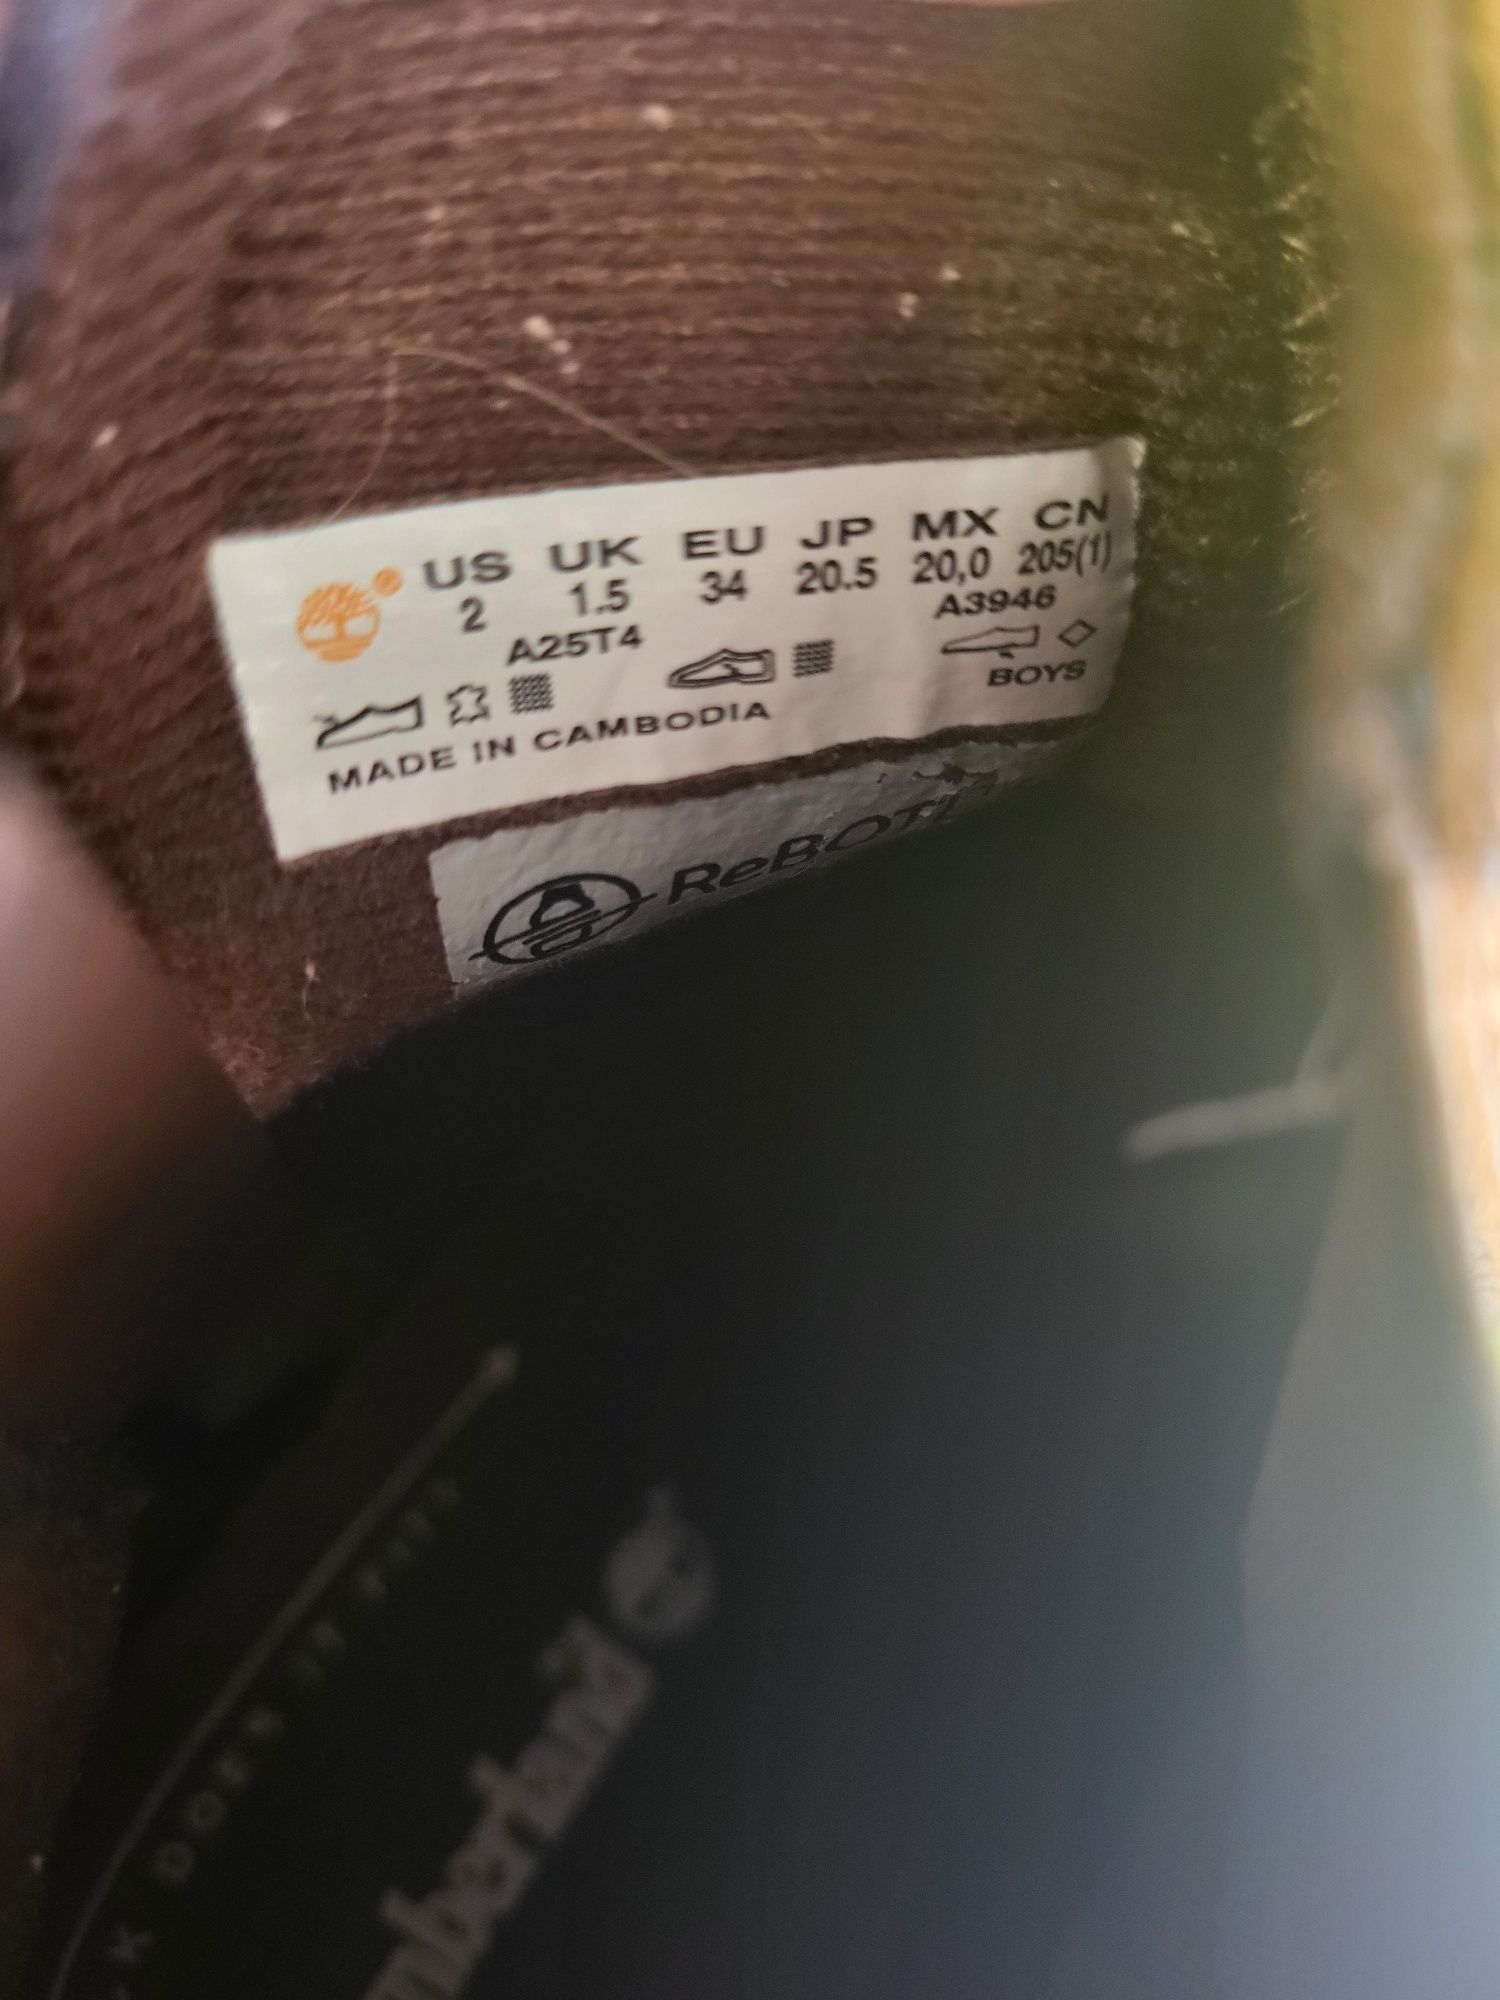 US UK EU JP MX CN
2 1.5 34 20.5 20,0 205(1)
A25T4 A3946
BOYS
MADE IN CAMBODIA
DOES